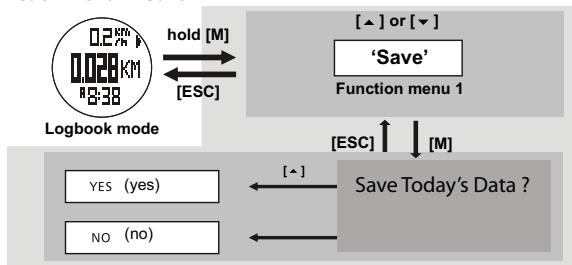 0.2 KM/h
0.028 KM
A 8:38
Logbook mode
hold [M]
[ESC]
[▲] or [▼]
'Save'
Function menu 1
[ESC] [M]
YES (yes)
[▲]
Save Today's Data ?
NO (no)